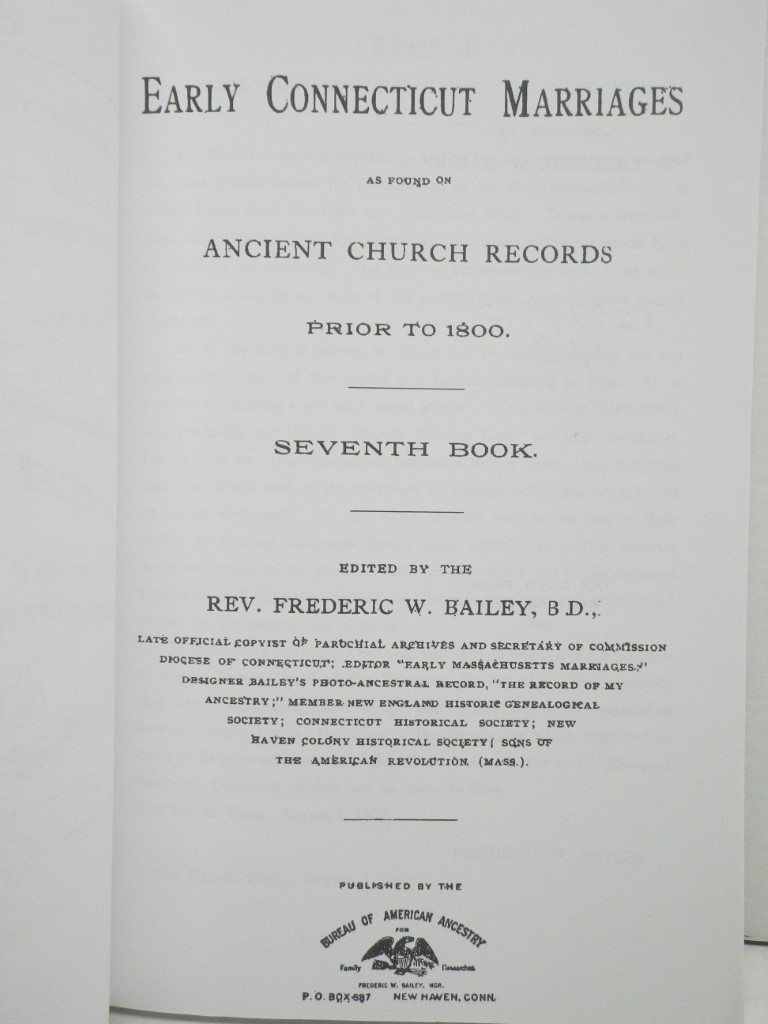 EARLY CONNECTICUT MARRIAGES
AS FOUND ON
ANCIENT CHURCH RECORDS
PRIOR TO 1800.
SEVENTH BOOK.
EDITED BY THE
REV. FREDERIC W. BAILEY, B.D.,
LATE OFFICIAL COPYIST OF PAROCHIAL ARCHIVES AND SECRETARY OF COMMISSION
DIOCESE OF CONNECTICUT; EDITOR "EARLY MASSACHUSETTS MARRIAGES;"
DESIGNER BAILEY'S PHOTO-ANCESTRAL RECORD, "THE RECORD OF MY
ANCESTRY;" MEMBER NEW ENGLAND HISTORIC GENEALOGICAL
SOCIETY; CONNECTICUT HISTORICAL SOCIETY; NEW
HAVEN COLONY HISTORICAL SOCIETY; SONS OF
THE AMERICAN REVOLUTION (MASS.).
PUBLISHED BY THE
BUREAU OF AMERICAN ANCESTRY
FOR
Family Researches
FREDERIC W. BAILEY, MGR.
P.O. BOX 587 NEW HAVEN, CONN.